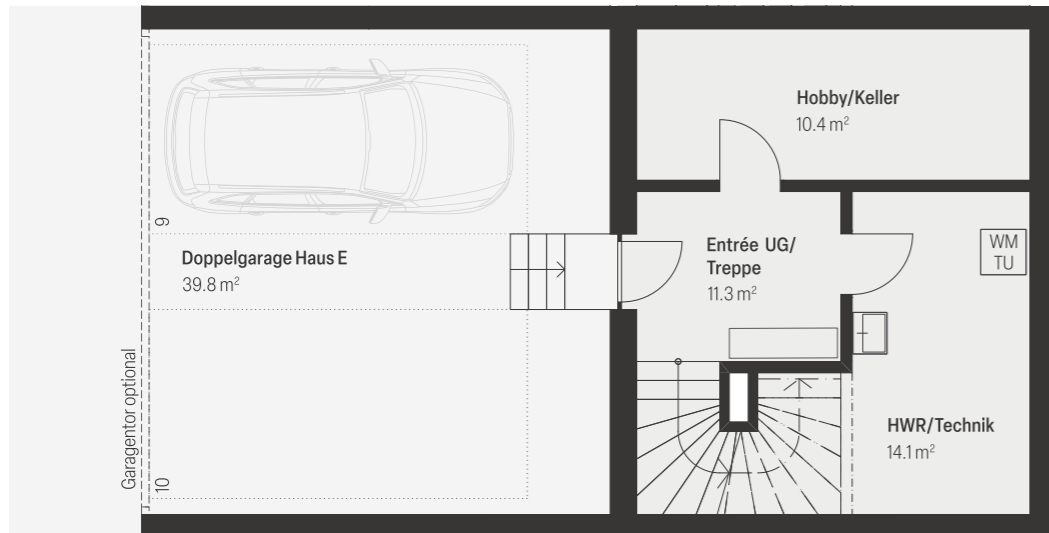 Hobby/Keller
10.4 m²
9
Doppelgarage Haus E
39.8 m²
Entrée UG/
Treppe
11.3 m²
WM
TU
Garagentor optional
10
HWR/Technik
14.1 m²